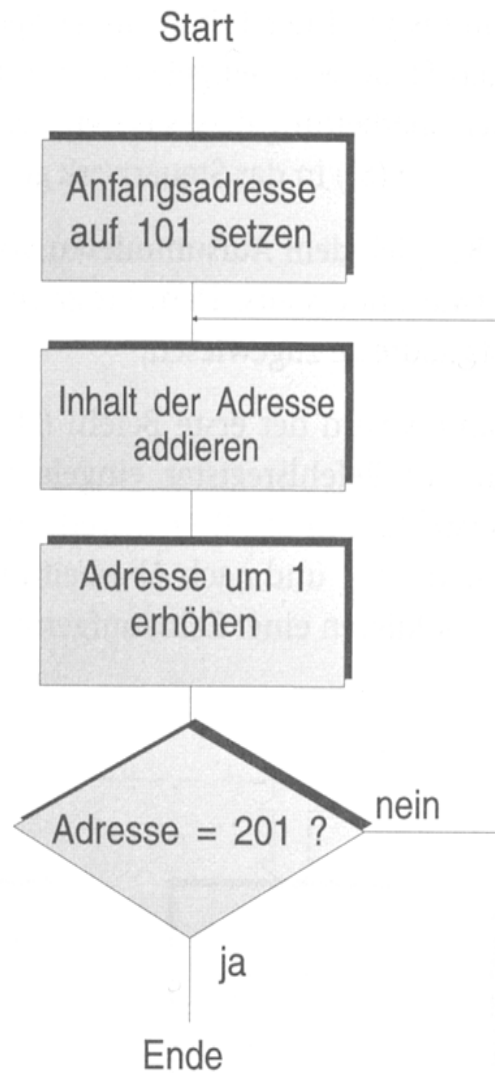 Start
Anfangsadresse
auf 101 setzen
Inhalt der Adresse
addieren
Adresse um 1
erhöhen
Adresse = 201 ?
nein
ja
Ende